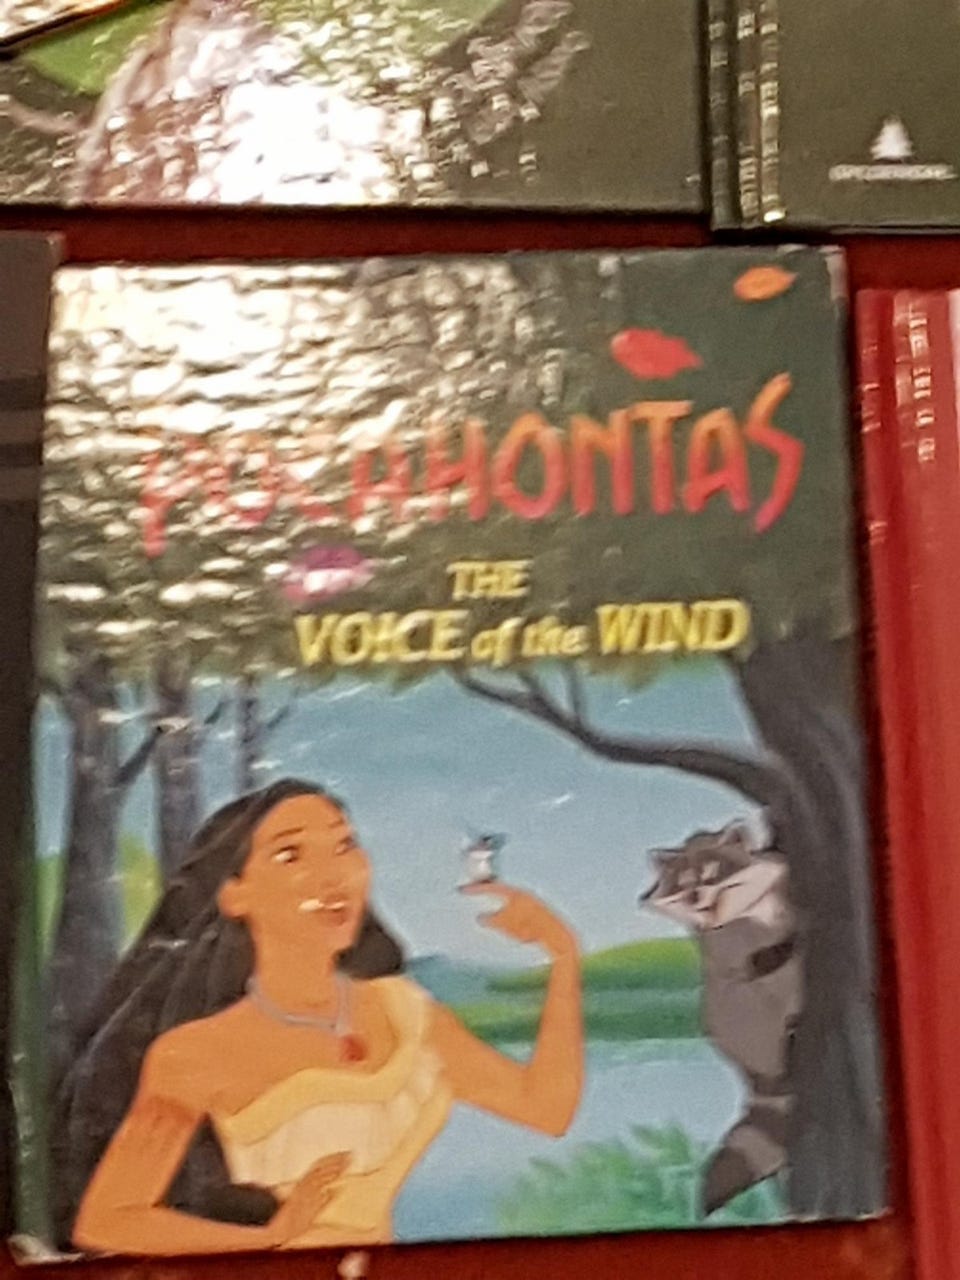 POCAHONTAS
THE
VOICE of the WIND